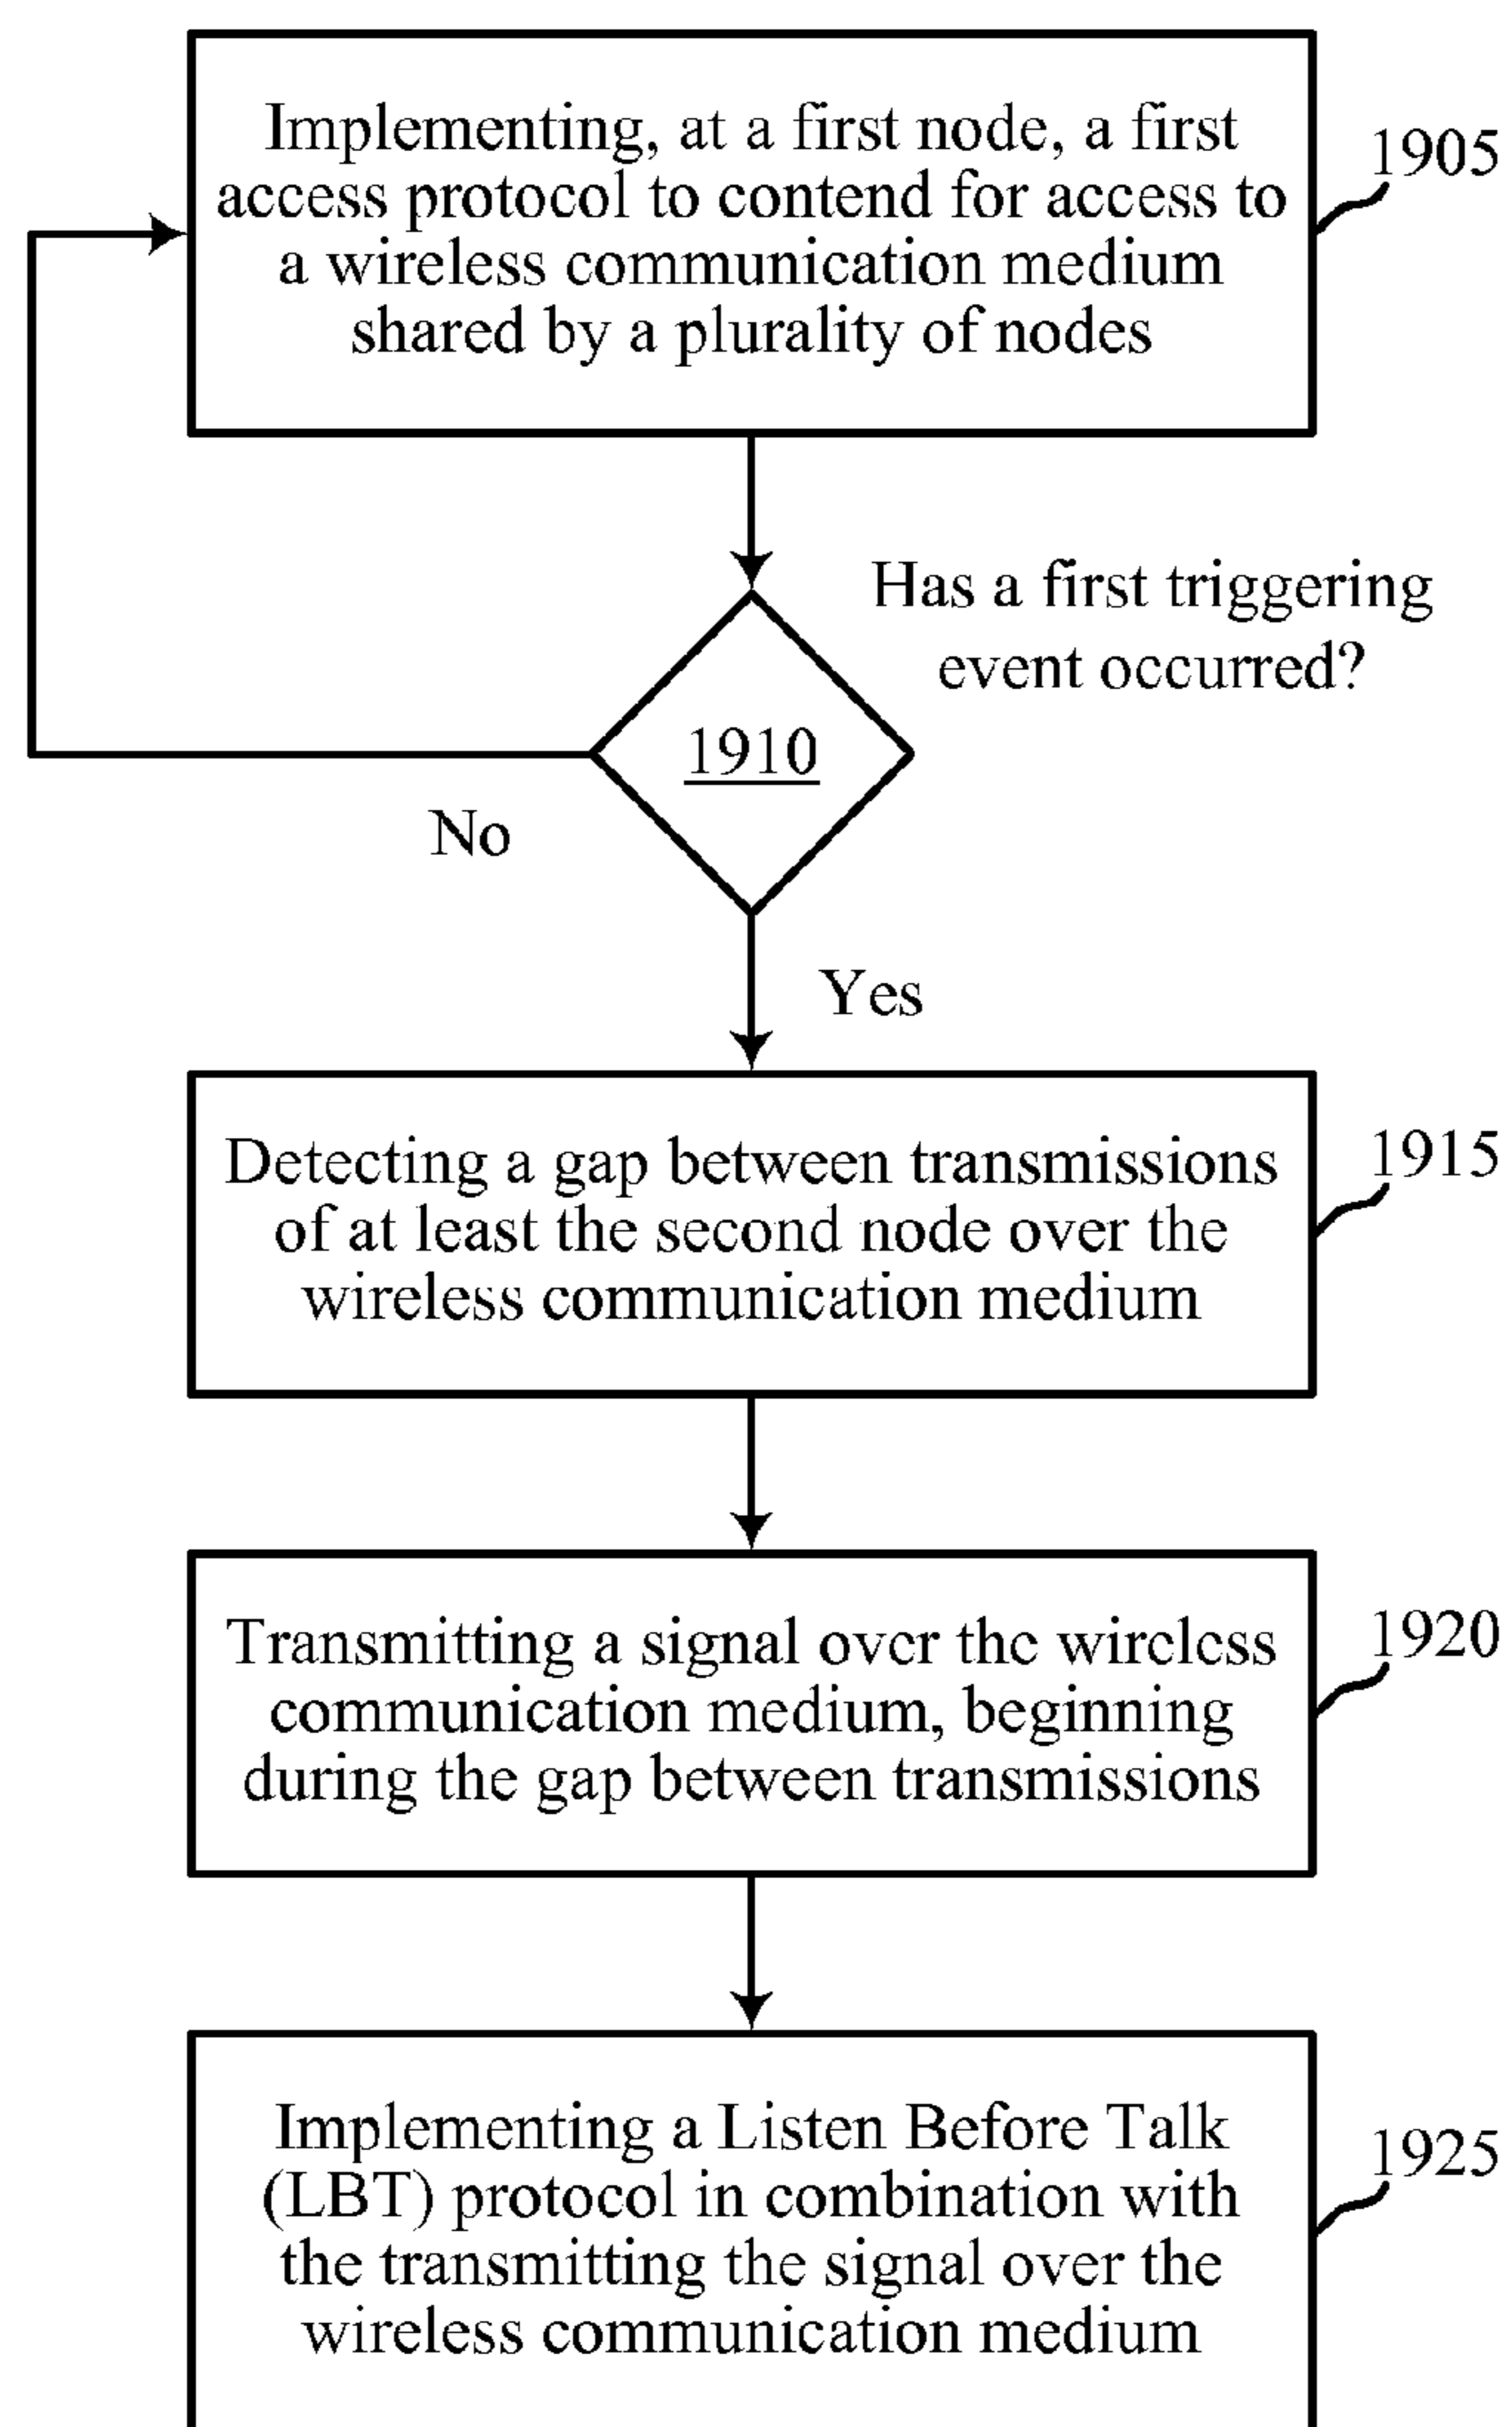 Implementing, at a first node, a first
access protocol to contend for access to
a wireless communication medium
shared by a plurality of nodes
1905
Has a first triggering
event occurred?
1910
No
Yes
Detecting a gap between transmissions
of at least the second node over the
wireless communication medium
1915
Transmitting a signal over the wireless
communication medium, beginning
during the gap between transmissions
1920
Implementing a Listen Before Talk
(LBT) protocol in combination with
the transmitting the signal over the
wireless communication medium
1925